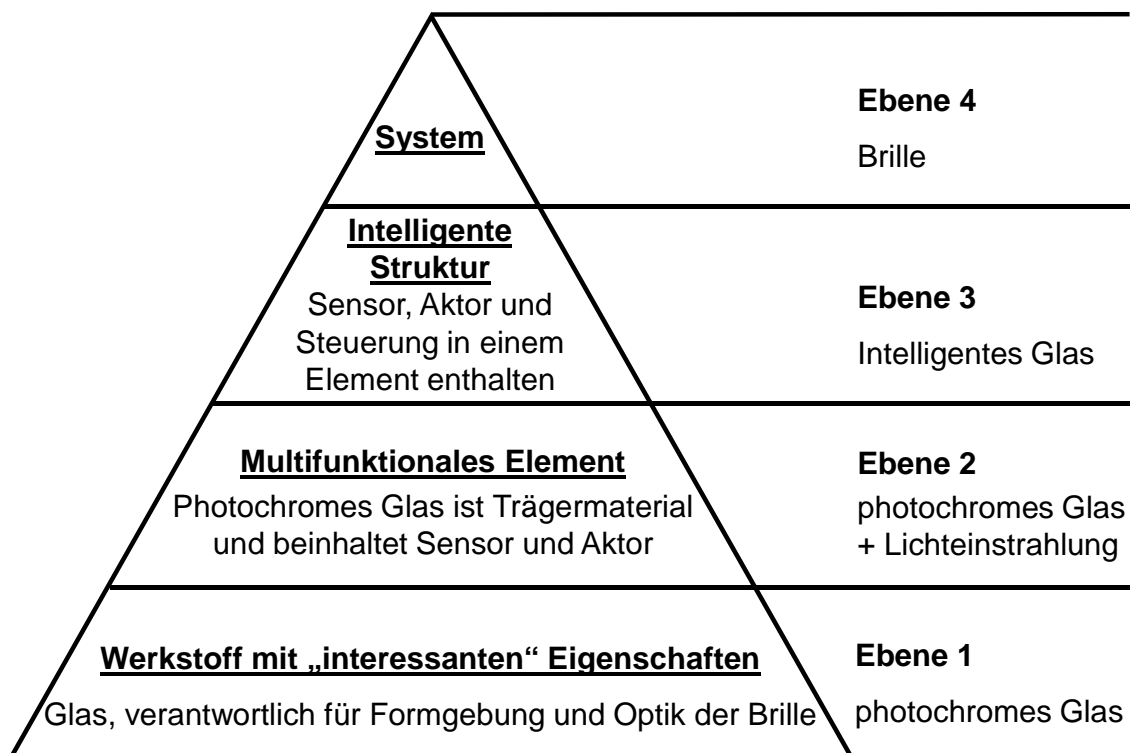 System
Ebene 4
Brille
Intelligente
Struktur
Sensor, Aktor und
Steuerung in einem
Element enthalten
Ebene 3
Intelligentes Glas
Multifunktionales Element
Photochromes Glas ist Trägermaterial
und beinhaltet Sensor und Aktor
Ebene 2
photochromes Glas
+ Lichteinstrahlung
Werkstoff mit „interessanten“ Eigenschaften
Glas, verantwortlich für Formgebung und Optik der Brille
Ebene 1
photochromes Glas